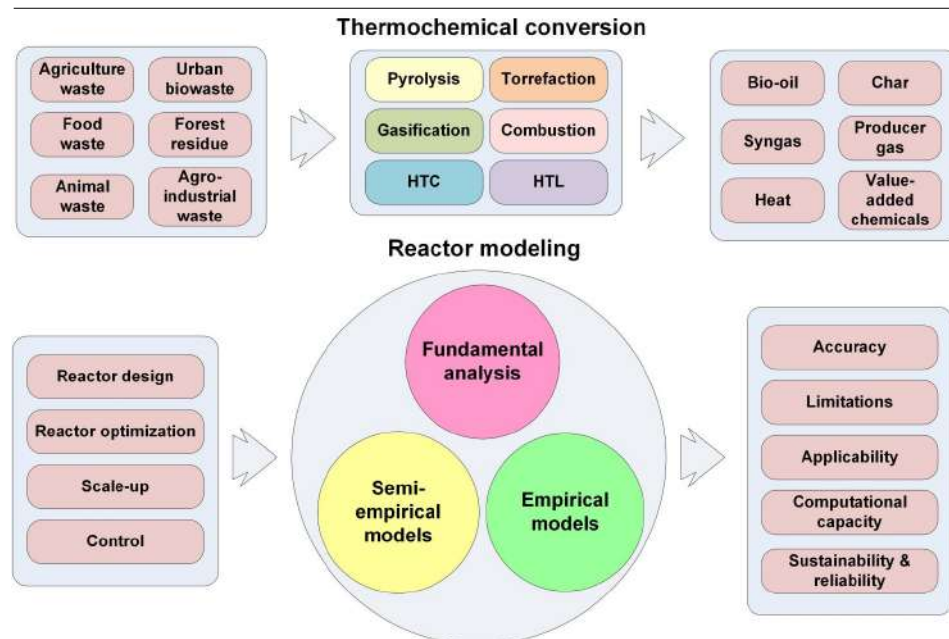 Thermochemical conversion
Agriculture
waste
Urban
biowaste
Food
waste
Forest
residue
Animal
waste
Agro-
industrial
waste
Pyrolysis
Torrefaction
Gasification
Combustion
HTC
HTL
Bio-oil
Char
Syngas
Producer
gas
Heat
Value-
added
chemicals
Reactor modeling
Reactor design
Reactor optimization
Scale-up
Control
Fundamental
analysis
Semi-
empirical
models
Empirical
models
Accuracy
Limitations
Applicability
Computational
capacity
Sustainability &
reliability